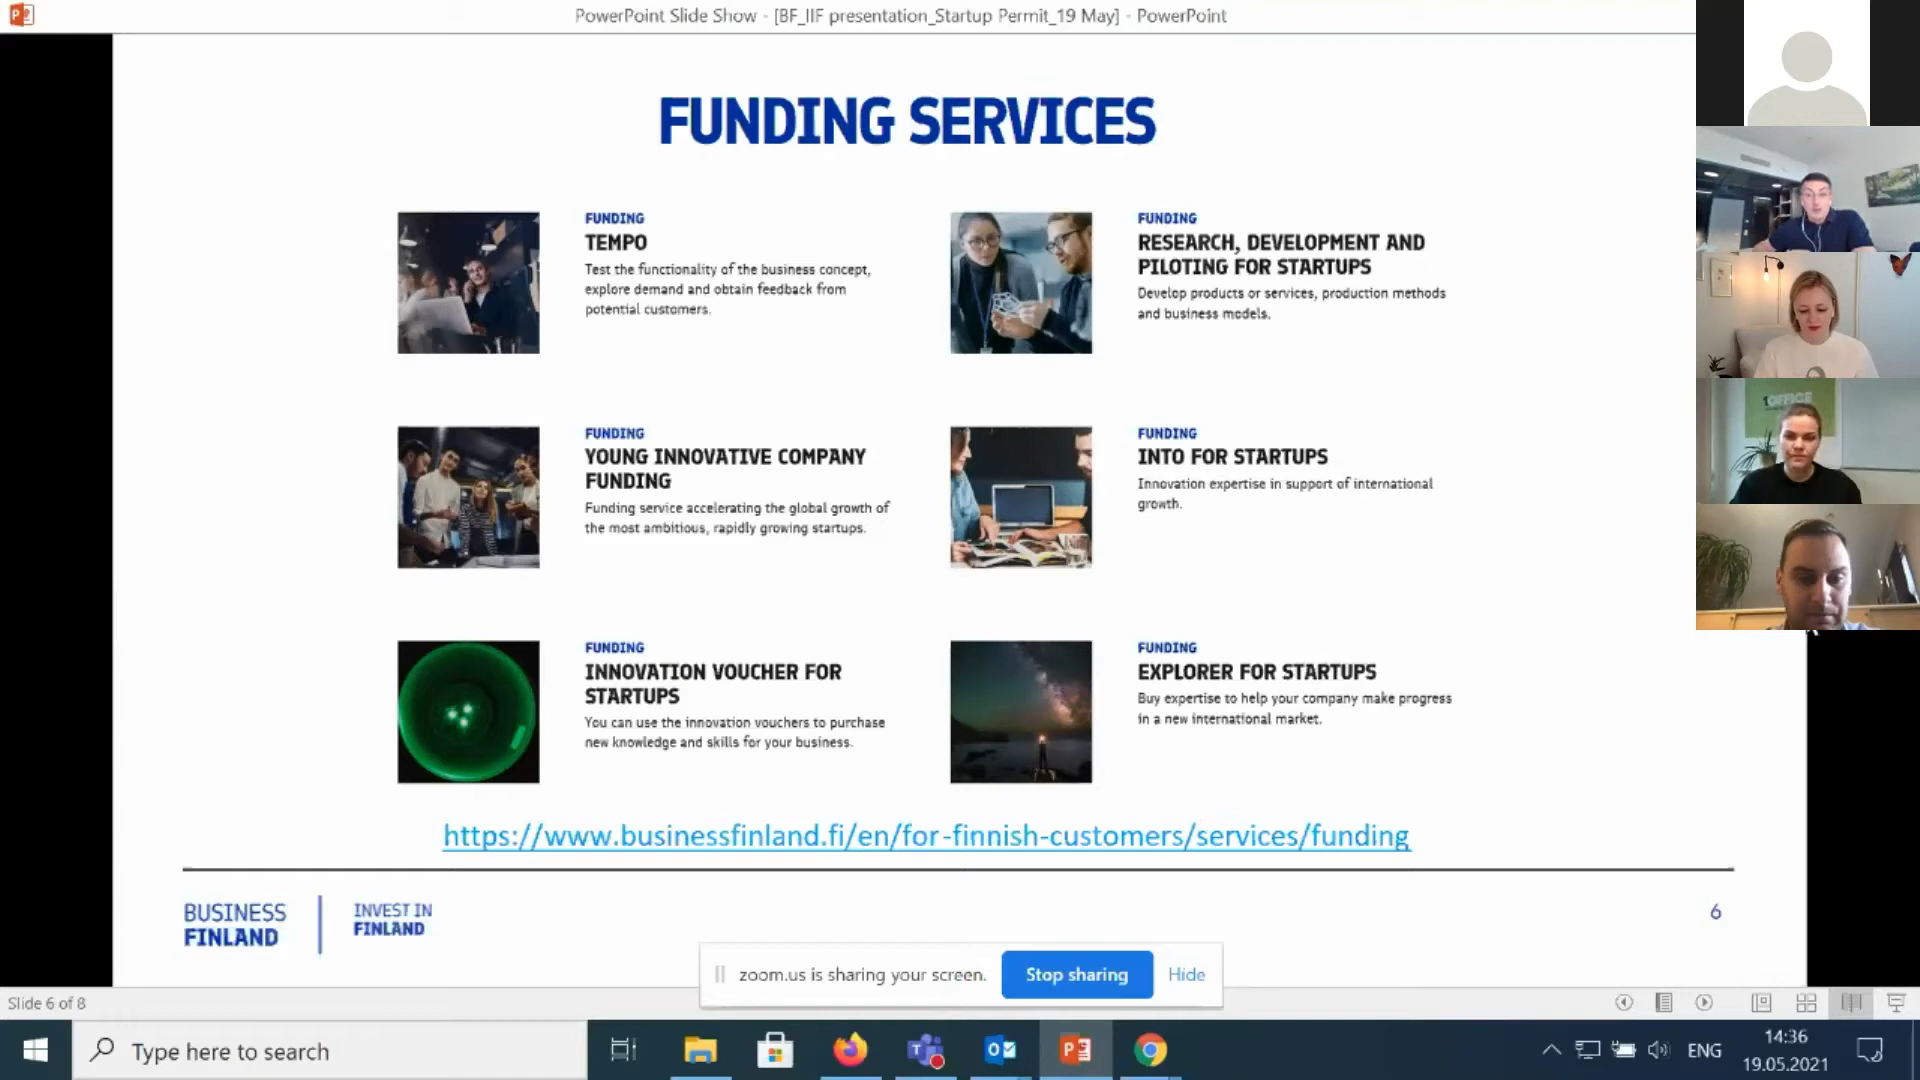 PowerPoint Slide Show - [BF_IIF presentation_Startup Permit_19 May] - PowerPoint
FUNDING SERVICES
FUNDING
TEMPO
Test the functionality of the business concept,
explore demand and obtain feedback from
potential customers.
FUNDING
RESEARCH, DEVELOPMENT AND
PILOTING FOR STARTUPS
Develop products or services, production methods
and business models.
FUNDING
YOUNG INNOVATIVE COMPANY
FUNDING
Funding service accelerating the global growth of
the most ambitious, rapidly growing startups.
FUNDING
INTO FOR STARTUPS
Innovation expertise in support of international
growth.
FUNDING
INNOVATION VOUCHER FOR
STARTUPS
You can use the innovation vouchers to purchase
new knowledge and skills for your business.
FUNDING
EXPLORER FOR STARTUPS
Buy expertise to help your company make progress
in a new international market.
https://www.businessfinland.fi/en/for-finnish-customers/services/funding
BUSINESS
FINLAND
INVEST IN
FINLAND
6
1OFFICE
zoom.us is sharing your screen.
Stop sharing
Hide
Slide 6 of 8
Type here to search
ENG
14:36
19.05.2021